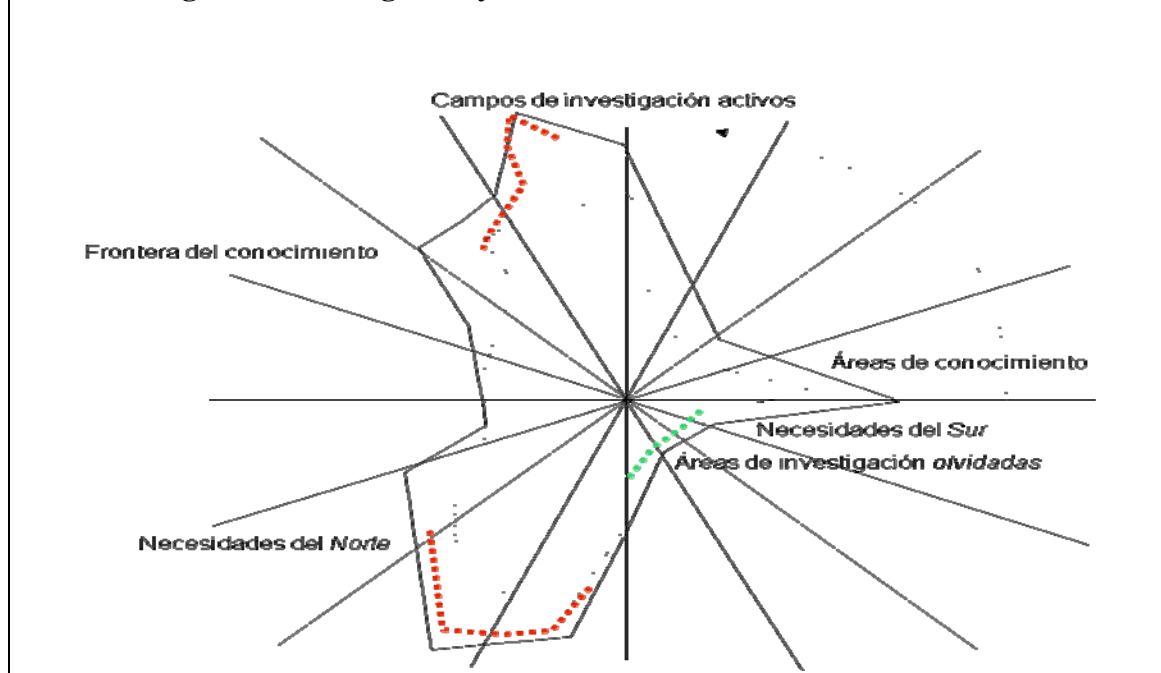 Campos de investigación activos
Frontera del conocimiento
Áreas de conocimiento
Necesidades del Sur
Áreas de investigación olvidadas
Necesidades del Norte